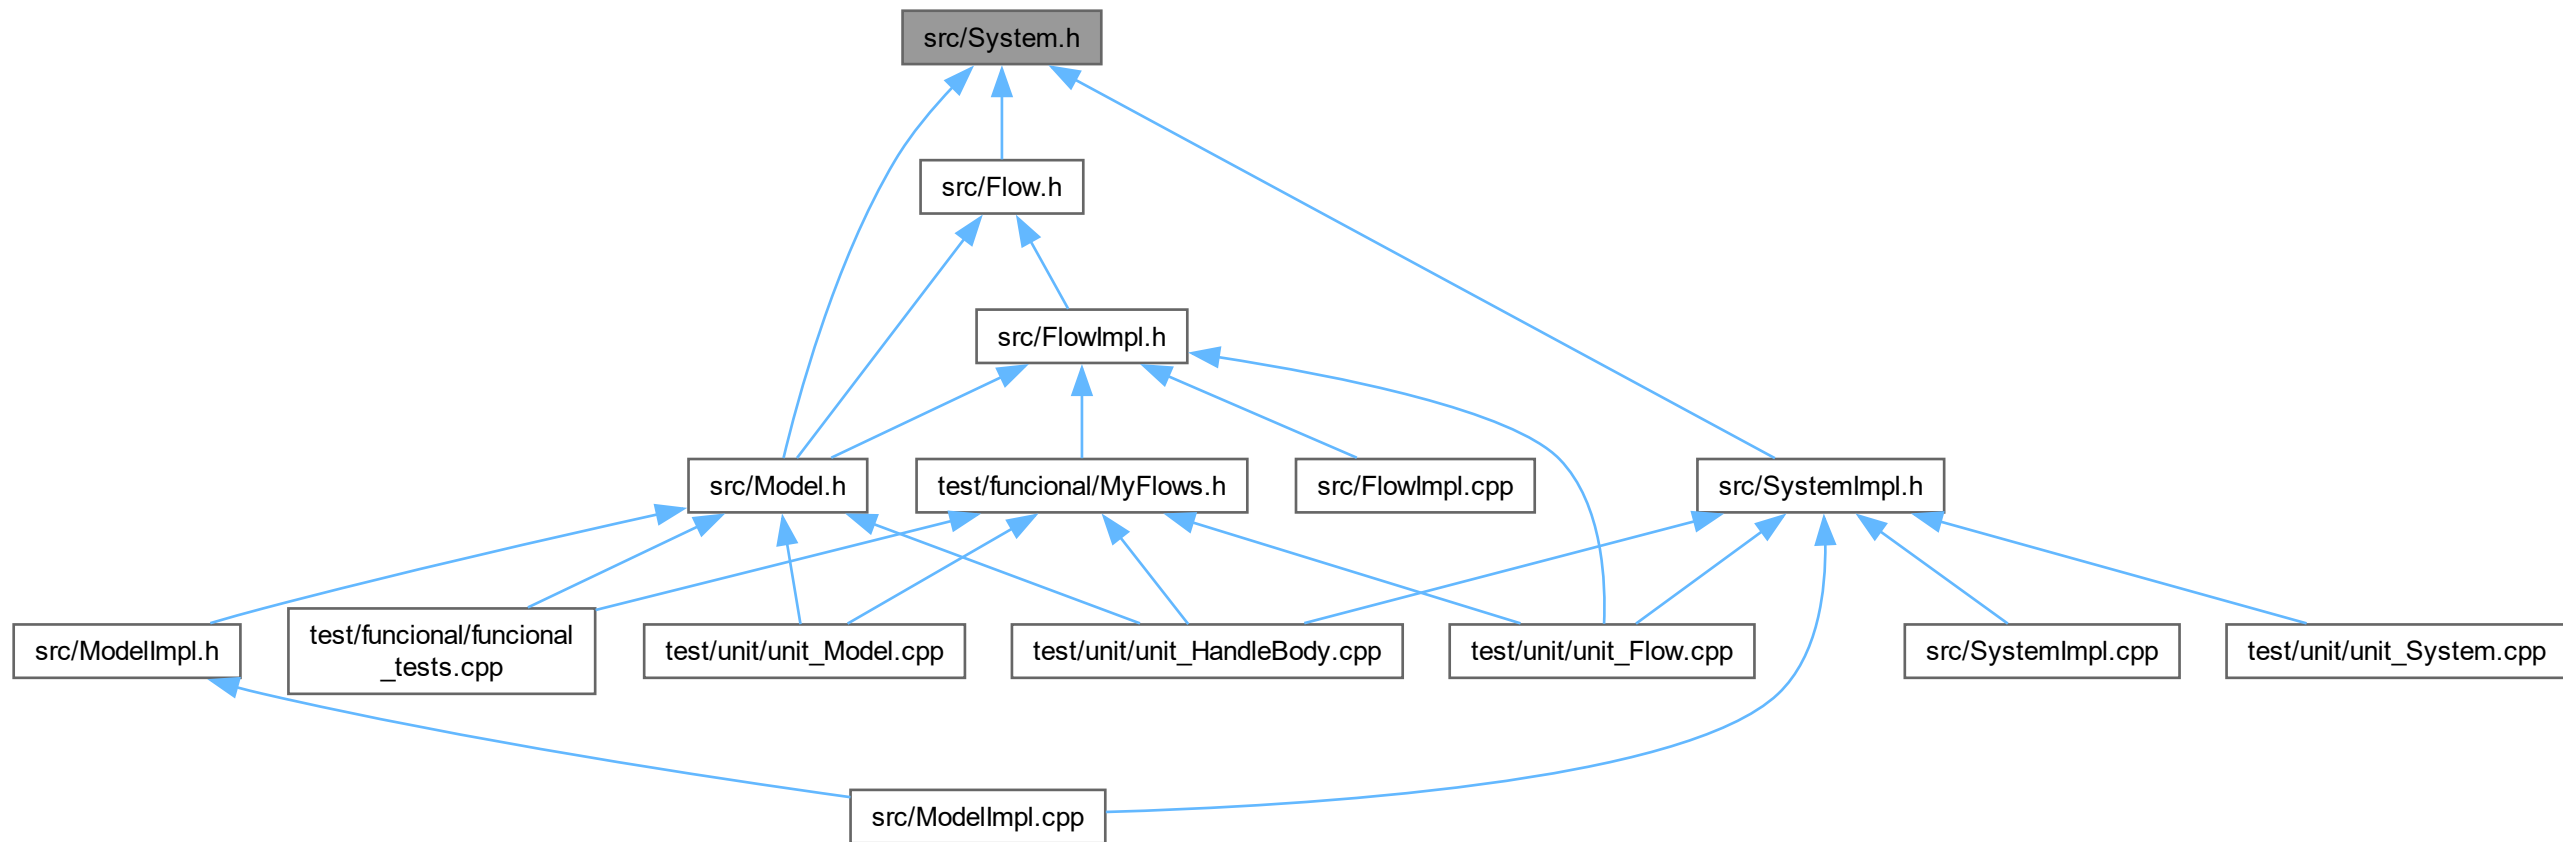 src/System.h
src/Flow.h
src/FlowImpl.h
src/Model.h
test/funcional/MyFlows.h
src/FlowImpl.cpp
src/SystemImpl.h
src/ModelImpl.h
test/funcional/funcional
_tests.cpp
test/unit/unit_Model.cpp
test/unit/unit_HandleBody.cpp
test/unit/unit_Flow.cpp
src/SystemImpl.cpp
test/unit/unit_System.cpp
src/ModelImpl.cpp